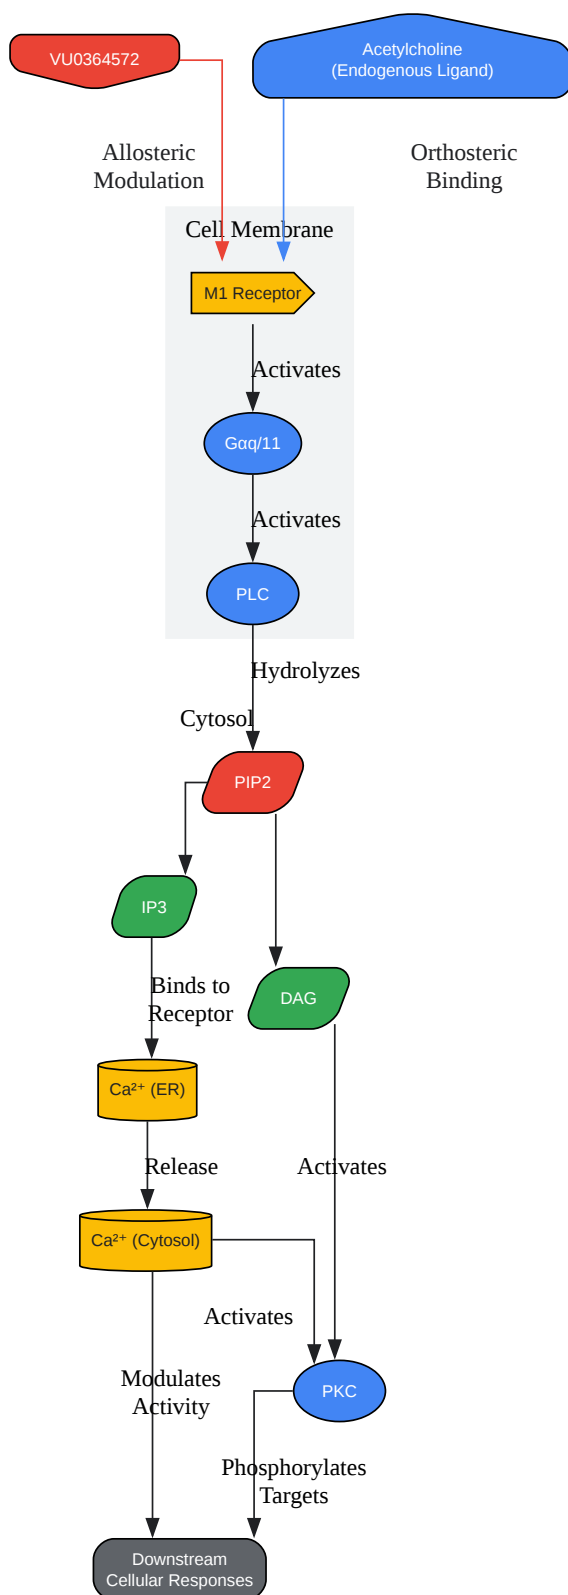 VU0364572
Acetylcholine
(Endogenous Ligand)
Allosteric
Modulation
Orthosteric
Binding
Cell Membrane
M1 Receptor
Activates
Gαq/11
Activates
PLC
Hydrolyzes
Cytosol
PIP2
IP3
Binds to
Receptor
DAG
Ca²⁺ (ER)
Release
Activates
Ca²⁺ (Cytosol)
Activates
Modulates
Activity
PKC
Phosphorylates
Targets
Downstream
Cellular Responses